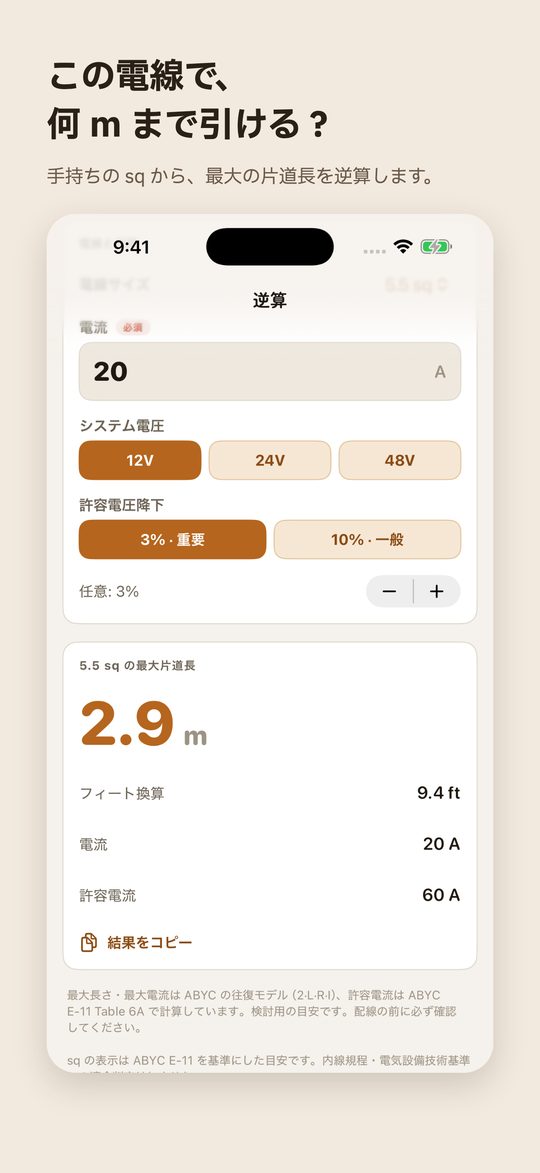 この電線で、
何 m まで引ける？
手持ちの sq から、最大の片道長を逆算します。
9:41
電線サイズ
5.5 sq
逆算
電流 必須
20 A
システム電圧
12V 24V 48V
許容電圧降下
3% · 重要 10% · 一般
任意: 3% − +
5.5 sq の最大片道長
2.9 m
フィート換算 9.4 ft
電流 20 A
許容電流 60 A
結果をコピー
最大長さ・最大電流は ABYC の往復モデル (2·L·R·I)、許容電流は ABYC
E-11 Table 6A で計算しています。検討用の目安です。配線の前に必ず確認
してください。
sq の表示は ABYC E-11 を基準にした目安です。内線規程・電気設備技術基準